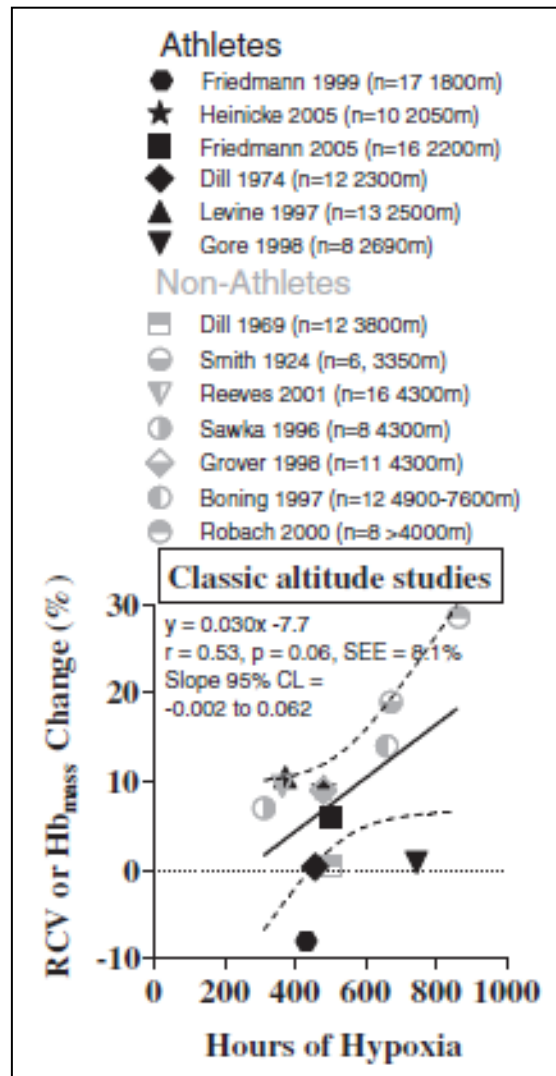 Athletes
Friedmann 1999 (n=17 1800m)
Heinicke 2005 (n=10 2050m)
Friedmann 2005 (n=16 2200m)
Dill 1974 (n=12 2300m)
Levine 1997 (n=13 2500m)
Gore 1998 (n=8 2690m)
Non-Athletes
Dill 1969 (n=12 3800m)
Smith 1924 (n=6, 3350m)
Reeves 2001 (n=16 4300m)
Sawka 1996 (n=8 4300m)
Grover 1998 (n=11 4300m)
Boning 1997 (n=12 4900-7600m)
Robach 2000 (n=8 >4000m)
Classic altitude studies
y = 0.030x -7.7
r = 0.53, p = 0.06, SEE = 8.1%
Slope 95% CL =
-0.002 to 0.062
RCV or Hbmass Change (%)
30
20
10
0
-10
0 200 400 600 800 1000
Hours of Hypoxia